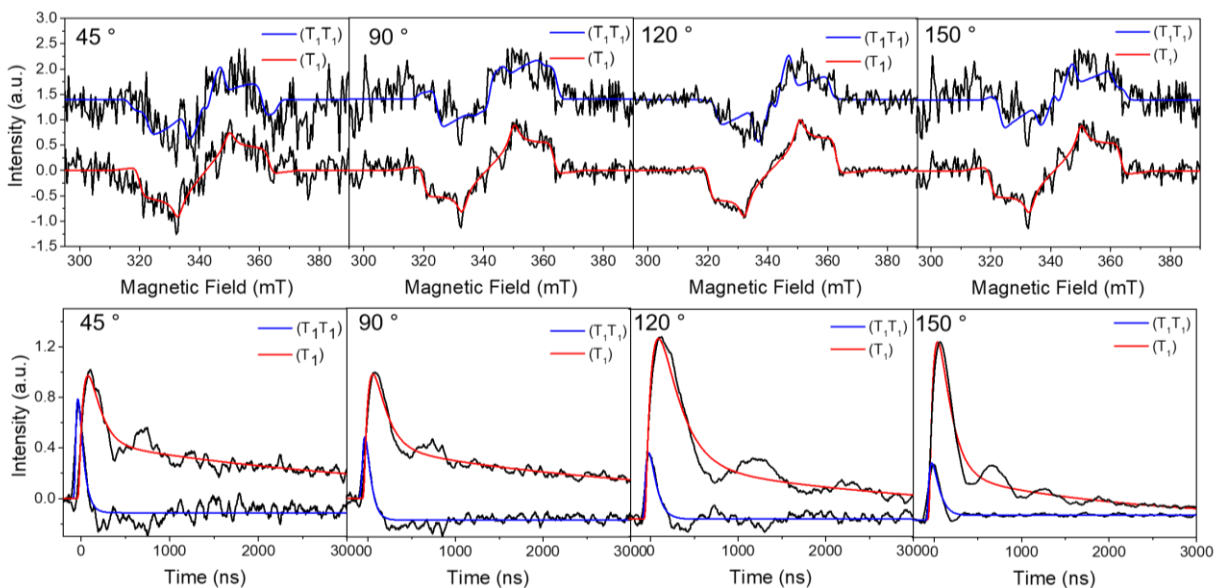 45 ° (T₁T₁) (T₁)
90 ° (T₁T₁) (T₁)
120 ° (T₁T₁) (T₁)
150 ° (T₁T₁) (T₁)
Intensity (a.u.)
3.0
2.5
2.0
1.5
1.0
0.5
0.0
-0.5
-1.0
-1.5
300 320 340 360 380
300 320 340 360 380
300 320 340 360 380
300 320 340 360 380
Magnetic Field (mT)
Magnetic Field (mT)
Magnetic Field (mT)
Magnetic Field (mT)
45 ° (T₁T₁) (T₁)
90 ° (T₁T₁) (T₁)
120 ° (T₁T₁) (T₁)
150 ° (T₁T₁) (T₁)
Intensity (a.u.)
1.2
0.8
0.4
0.0
0 1000 2000
0 1000 2000
0 1000 2000
0 1000 2000 3000
Time (ns)
Time (ns)
Time (ns)
Time (ns)